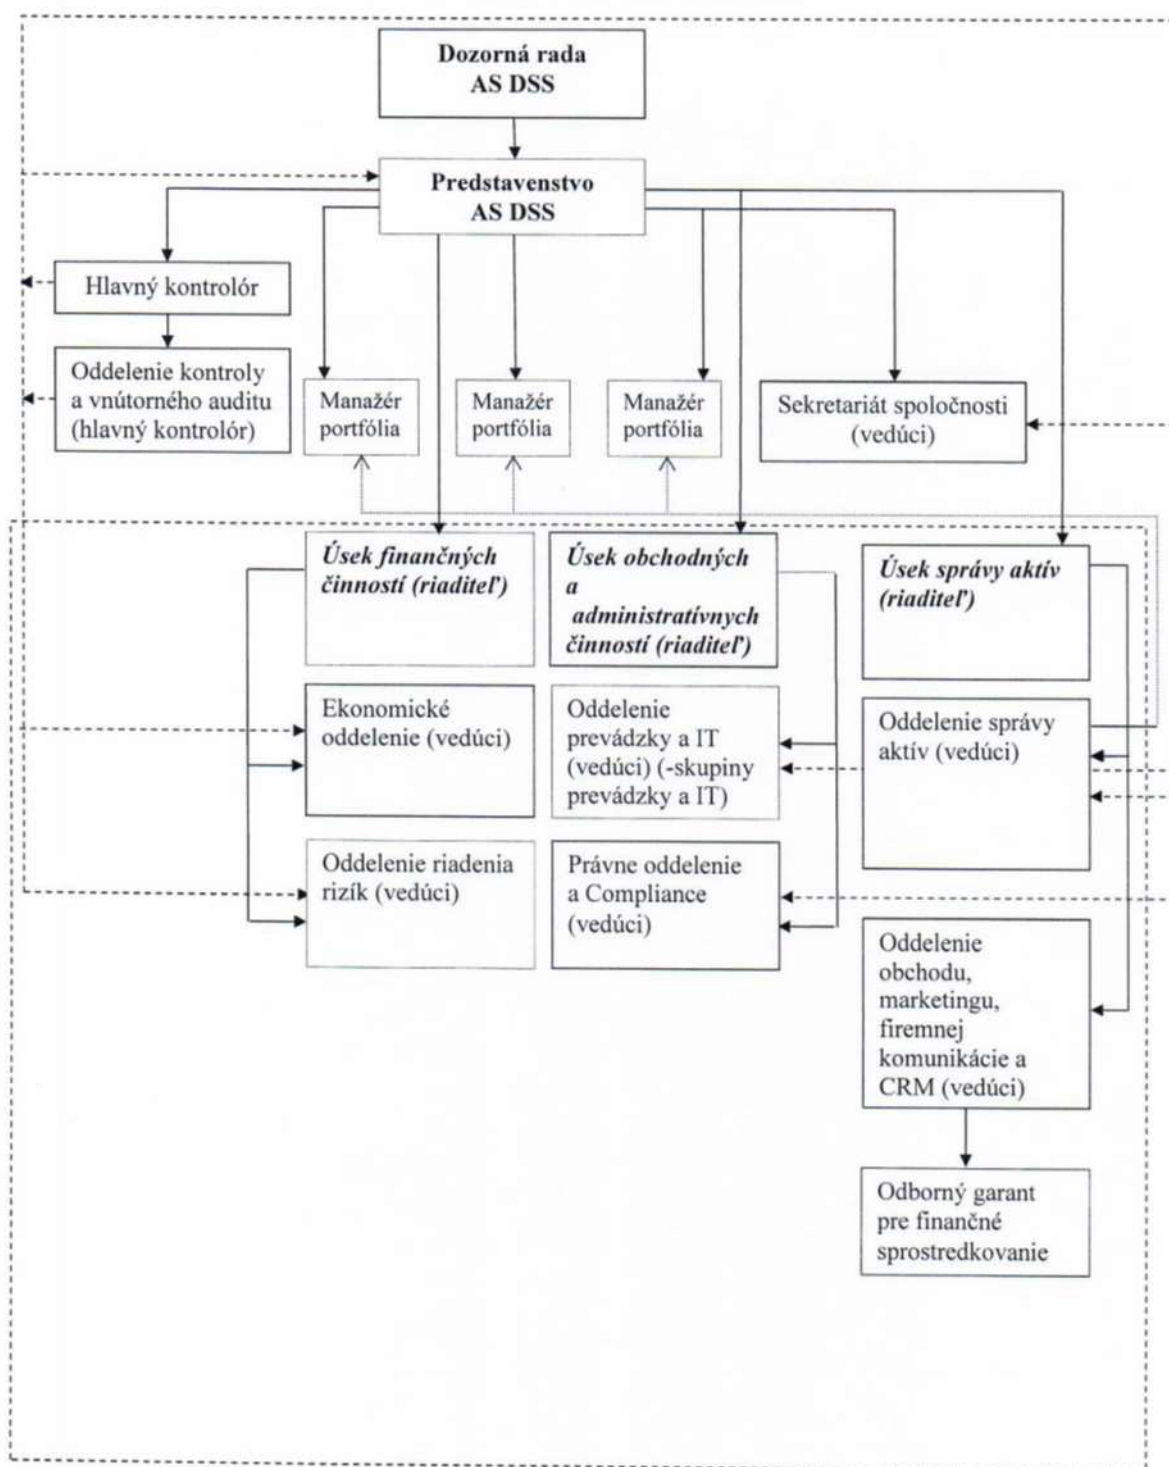 Dozorná rada
AS DSS
Predstavenstvo
AS DSS
Hlavný kontrolór
Oddelenie kontroly
a vnútorného auditu
(hlavný kontrolór)
Manažér
portfólia
Manažér
portfólia
Manažér
portfólia
Sekretariát spoločnosti
(vedúci)
Úsek finančných
činností (riaditeľ)
Úsek obchodných
a
administratívnych
činností (riaditeľ)
Úsek správy aktív
(riaditeľ)
Ekonomické
oddelenie (vedúci)
Oddelenie
prevádzky a IT
(vedúci) (-skupiny
prevádzky a IT)
Oddelenie správy
aktív (vedúci)
Oddelenie riadenia
rizík (vedúci)
Právne oddelenie
a Compliance
(vedúci)
Oddelenie
obchodu,
marketingu,
firemnej
komunikácie a
CRM (vedúci)
Odborný garant
pre finančné
sprostredkovanie